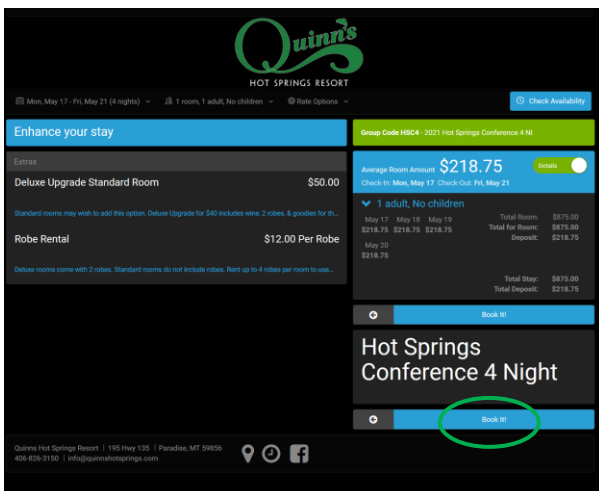 Quinn's
HOT SPRINGS RESORT
Mon, May 17 - Fri, May 21 (4 nights)
1 room, 1 adult, No children
Rate Options
Check Availability
Enhance your stay
Extras
Deluxe Upgrade Standard Room $50.00
Standard rooms may wish to add this option. Deluxe Upgrade for $40 includes wine, 2 robes, & goodies for th...
Robe Rental $12.00 Per Robe
Deluxe rooms come with 2 robes. Standard rooms do not include robes. Rent up to 4 robes per room to use...
Group Code HSC4 - 2021 Hot Springs Conference 4 NI
Average Room Amount $218.75 Details
Check-In: Mon, May 17 Check-Out: Fri, May 21
1 adult, No children
May 17 May 18 May 19
$218.75 $218.75 $218.75
May 20
$218.75
Total Room: $875.00
Total for Room: $875.00
Deposit: $218.75
Total Stay: $875.00
Total Deposit: $218.75
Book It!
Hot Springs
Conference 4 Night
Book It!
Quinns Hot Springs Resort | 195 Hwy 135 | Paradise, MT 59856
406-826-3150 | info@quinnshotsprings.com